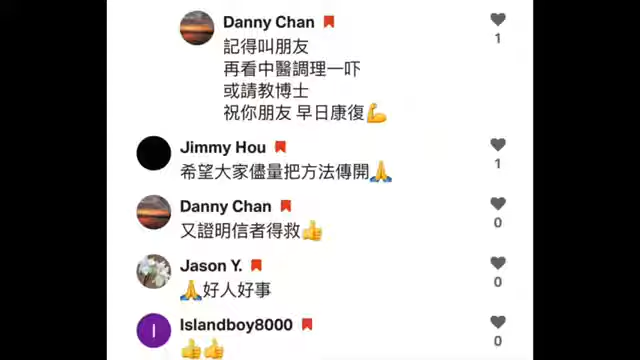 Danny Chan
1
記得叫朋友
再看中醫調理一吓
或請教博士
祝你朋友 早日康復💪
Jimmy Hou
1
希望大家儘量把方法傳開🙏
Danny Chan
0
又證明信者得救👍
Jason Y.
0
🙏好人好事
I
Islandboy8000
0
👍👍